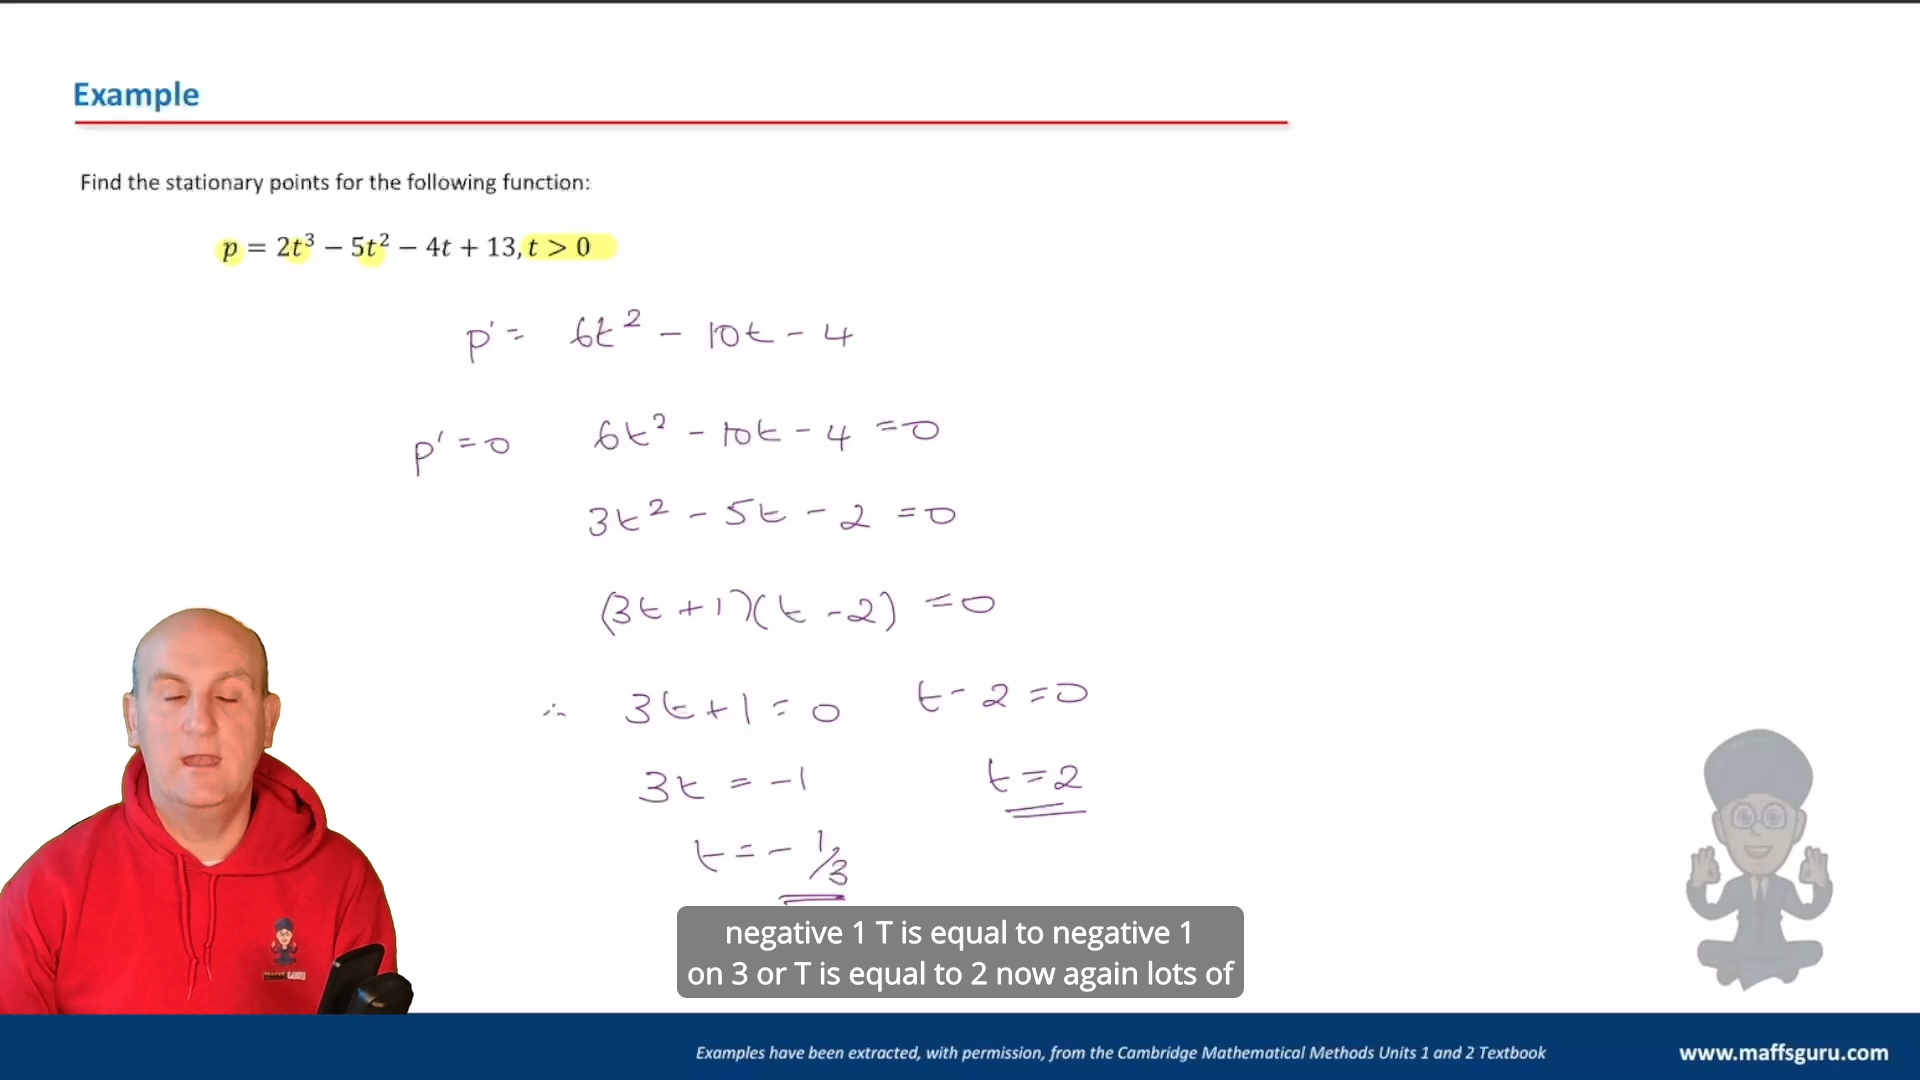 Example
Find the stationary points for the following function:
p = 2t³ − 5t² − 4t + 13, t > 0
p' = 6t² − 10t − 4
p' = 0 6t² − 10t − 4 = 0
3t² − 5t − 2 = 0
(3t + 1)(t − 2) = 0
∴ 3t + 1 = 0 t − 2 = 0
3t = −1 t = 2
t = − 1/3
negative 1 T is equal to negative 1
on 3 or T is equal to 2 now again lots of
Examples have been extracted, with permission, from the Cambridge Mathematical Methods Units 1 and 2 Textbook
www.maffsguru.com